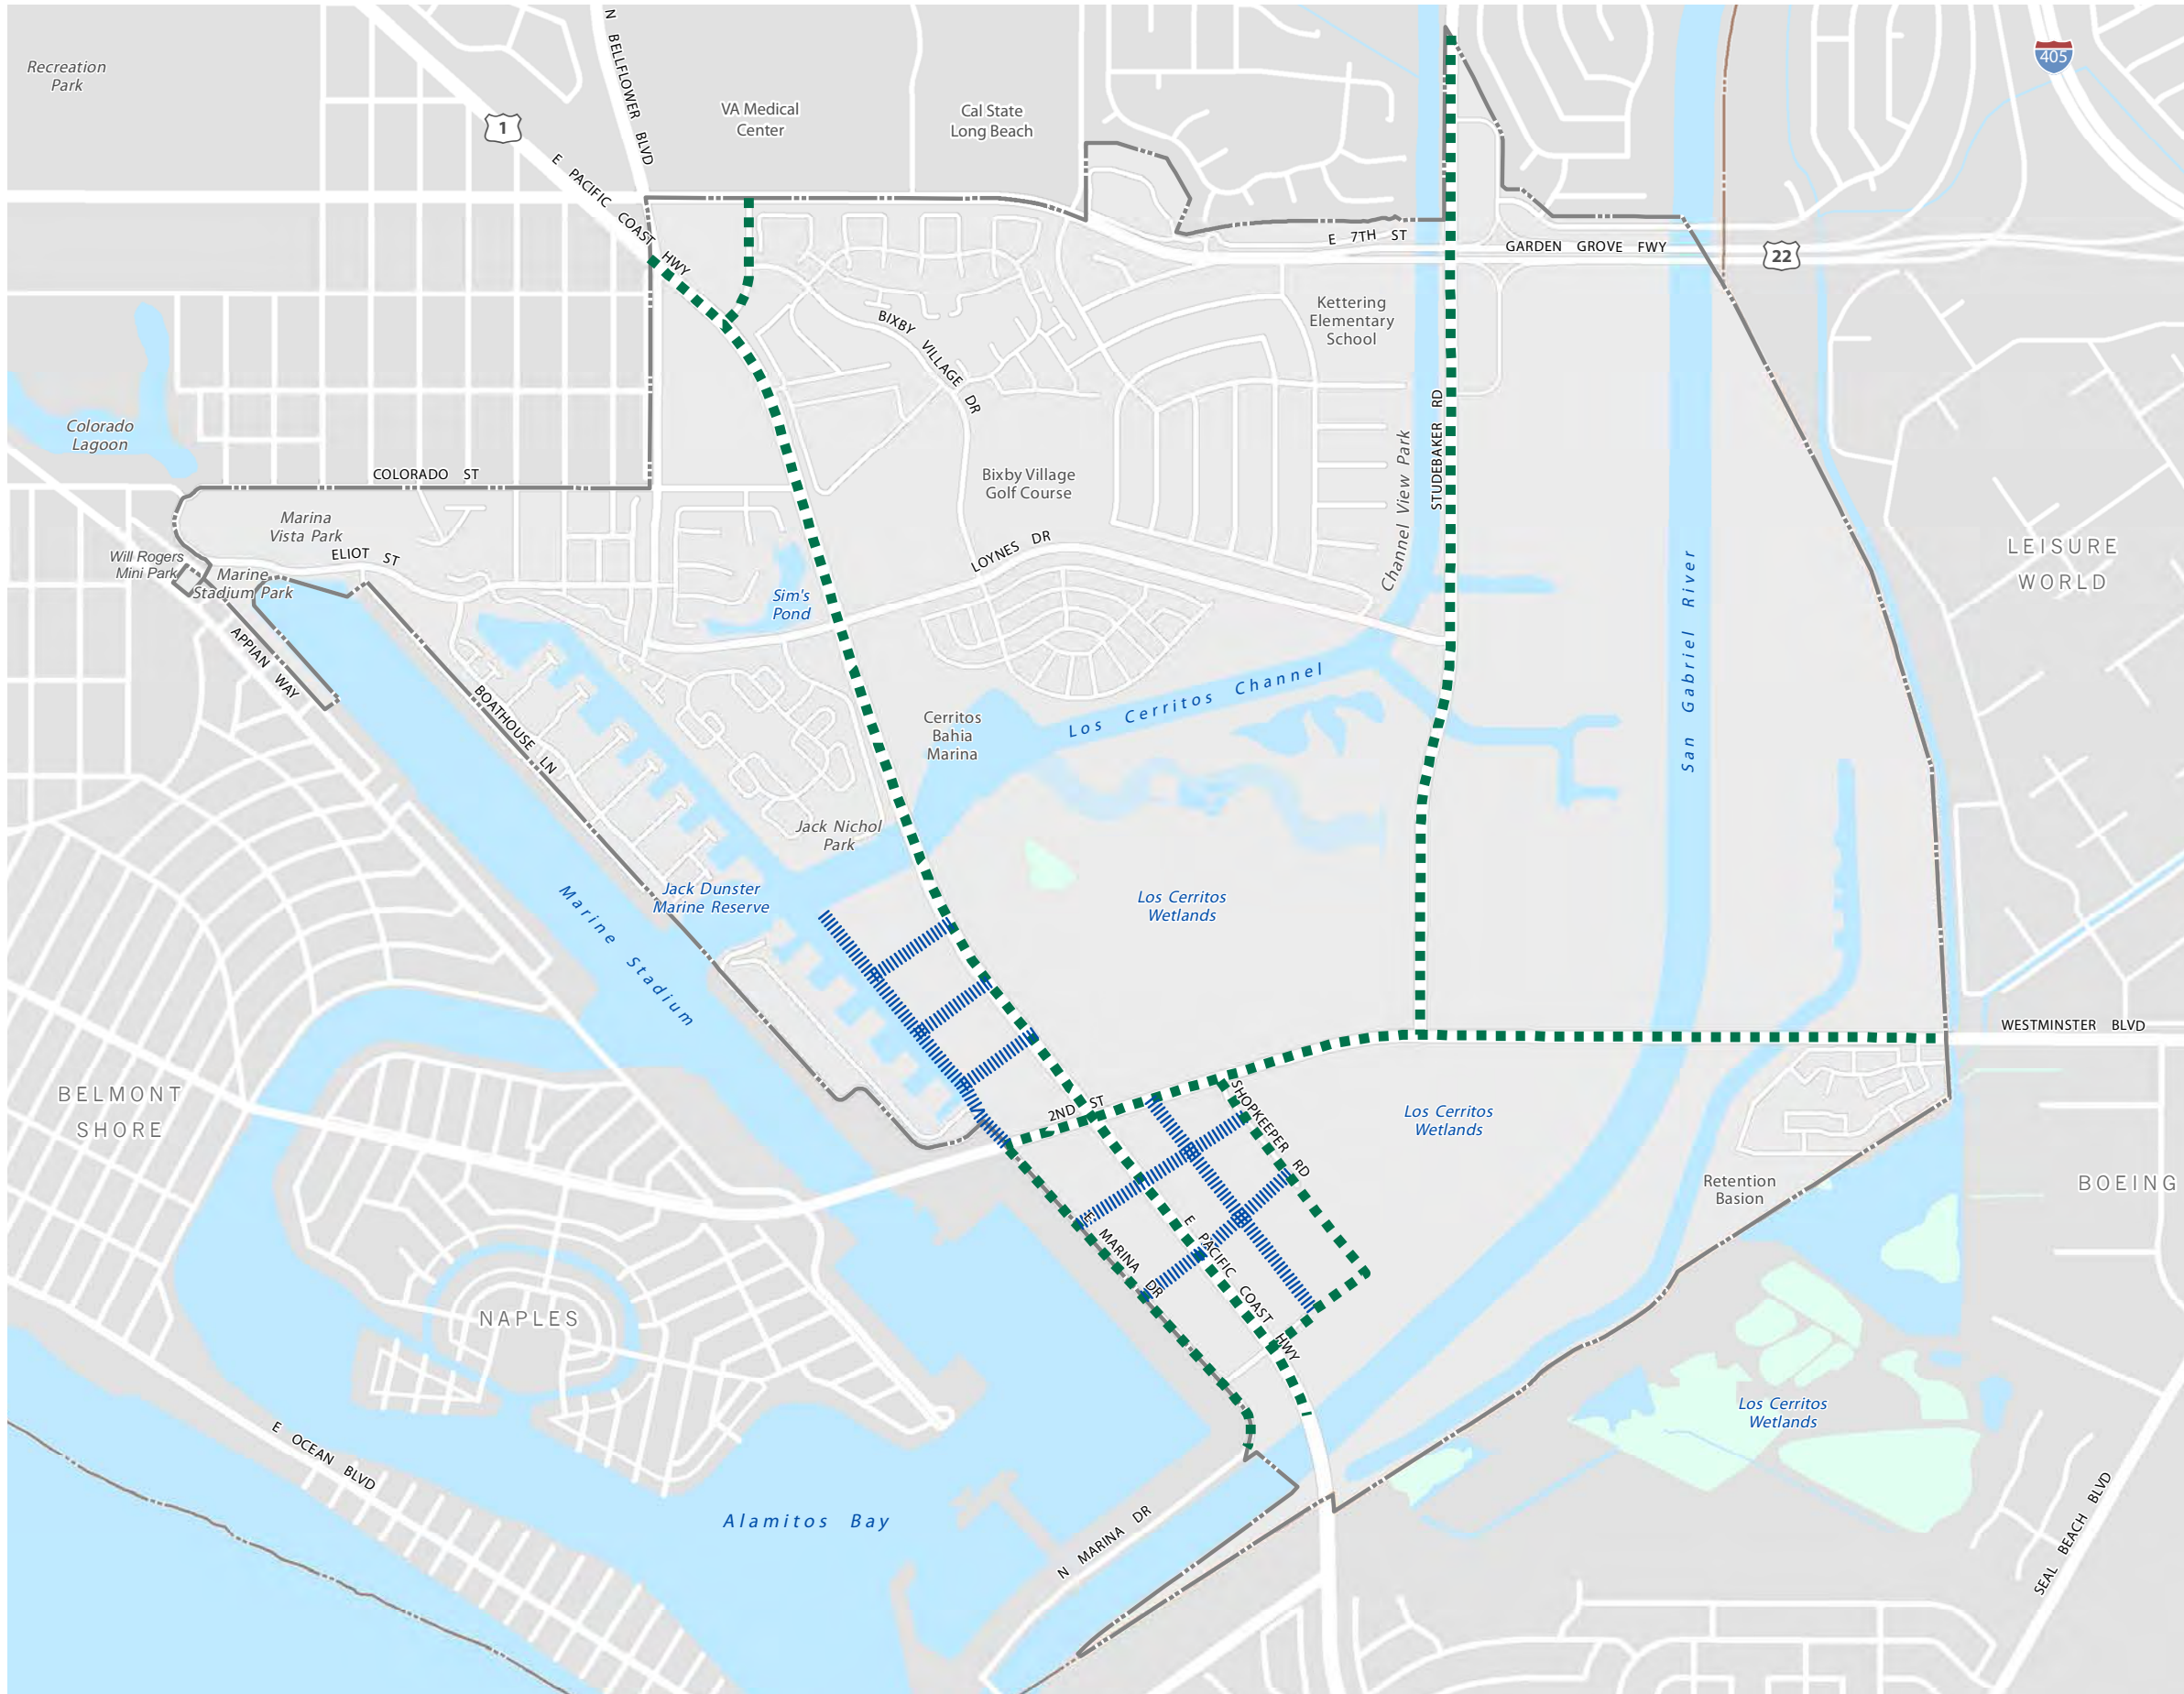 Recreation
Park
N BELLFLOWER BLVD
VA Medical
Center
Cal State
Long Beach
405
1
E PACIFIC COAST HWY
E 7TH ST
GARDEN GROVE FWY
22
Kettering
Elementary
School
BIXBY VILLAGE DR
Colorado
Lagoon
COLORADO ST
Bixby Village
Golf Course
STUDEBAKER RD
Channel View Park
Marina
Vista Park
ELIOT ST
Will Rogers
Mini Park
Marine
Stadium Park
LOYNES DR
LEISURE
WORLD
Sim's
Pond
San Gabriel River
APPIAN WAY
BOATHOUSE LN
Los Cerritos Channel
Cerritos
Bahia
Marina
Jack Nichol
Park
Jack Dunster
Marine Reserve
Los Cerritos
Wetlands
Marine Stadium
WESTMINSTER BLVD
BELMONT
SHORE
2ND ST
SHOPKEEPER RD
Los Cerritos
Wetlands
Retention
Basion
BOEING
E MARINA DR
E PACIFIC COAST HWY
NAPLES
Los Cerritos
Wetlands
E OCEAN BLVD
Alamitos Bay
N MARINA DR
SEAL BEACH BLVD